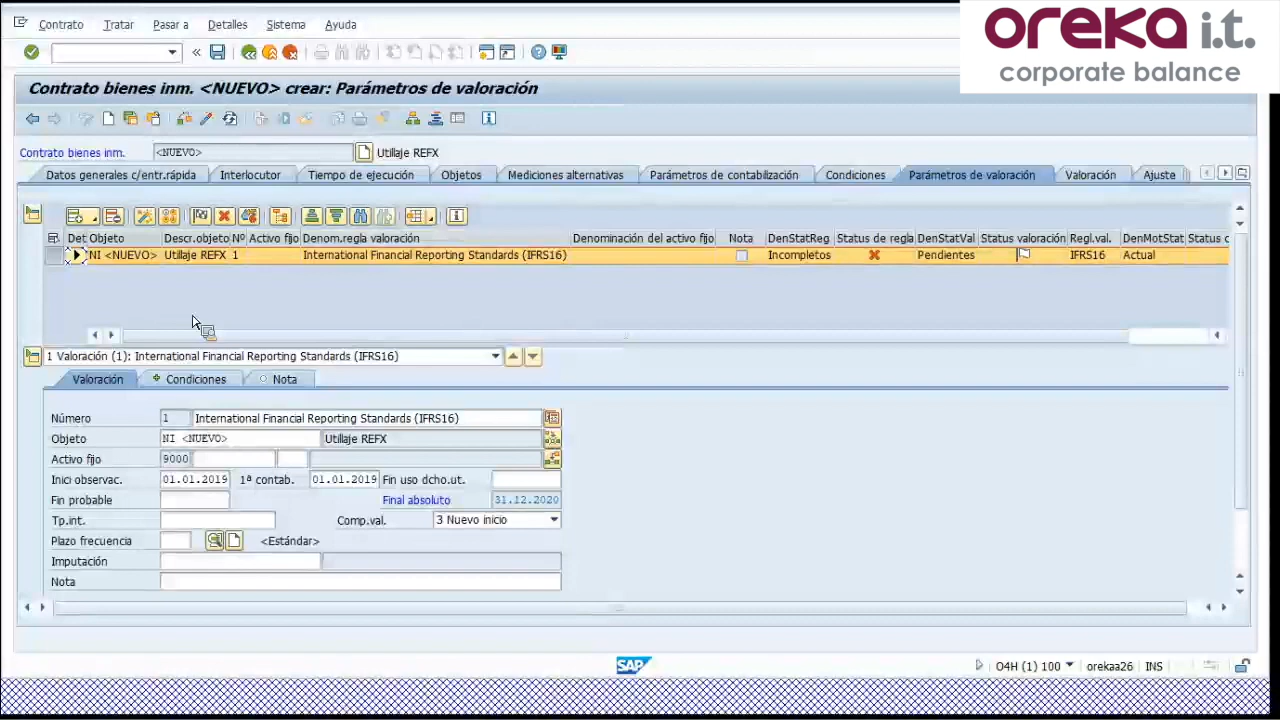 Contrato Tratar Pasar a Detalles Sistema Ayuda
oreka i.t.
corporate balance
Contrato bienes inm. <NUEVO> crear: Parámetros de valoración
Contrato bienes inm. <NUEVO> Utillaje REFX
Datos generales c/entr.rápida Interlocutor Tiempo de ejecución Objetos Mediciones alternativas Parámetros de contabilización Condiciones Parámetros de valoración Valoración Ajuste
Det Objeto Descr.objeto Nº Activo fijo Denom.regla valoración Denominación del activo fijo Nota DenStatReg Status de regla DenStatVal Status valoración Regl.val. DenMotStat Status c
NI <NUEVO> Utillaje REFX 1 International Financial Reporting Standards (IFRS16) Incompletos Pendientes IFRS16 Actual
1 Valoración (1): International Financial Reporting Standards (IFRS16)
Valoración Condiciones Nota
Número 1 International Financial Reporting Standards (IFRS16)
Objeto NI <NUEVO> Utillaje REFX
Activo fijo 9000
Inici observac. 01.01.2019 1ª contab. 01.01.2019 Fin uso dcho.ut.
Fin probable Final absoluto 31.12.2020
Tp.int. Comp.val. 3 Nuevo inicio
Plazo frecuencia <Estándar>
Imputación
Nota
SAP O4H (1) 100 orekaa26 INS